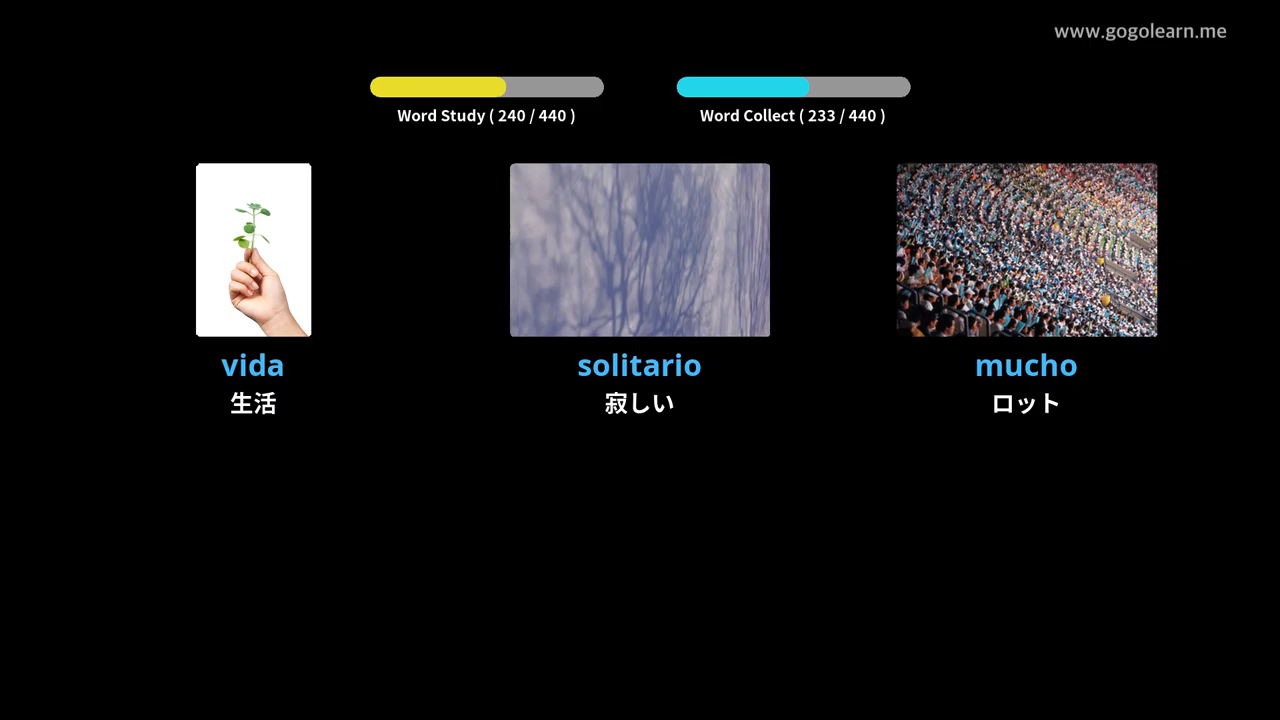 www.gogolearn.me
Word Study ( 240 / 440 )
Word Collect ( 233 / 440 )
vida
solitario
mucho
生活
寂しい
ロット